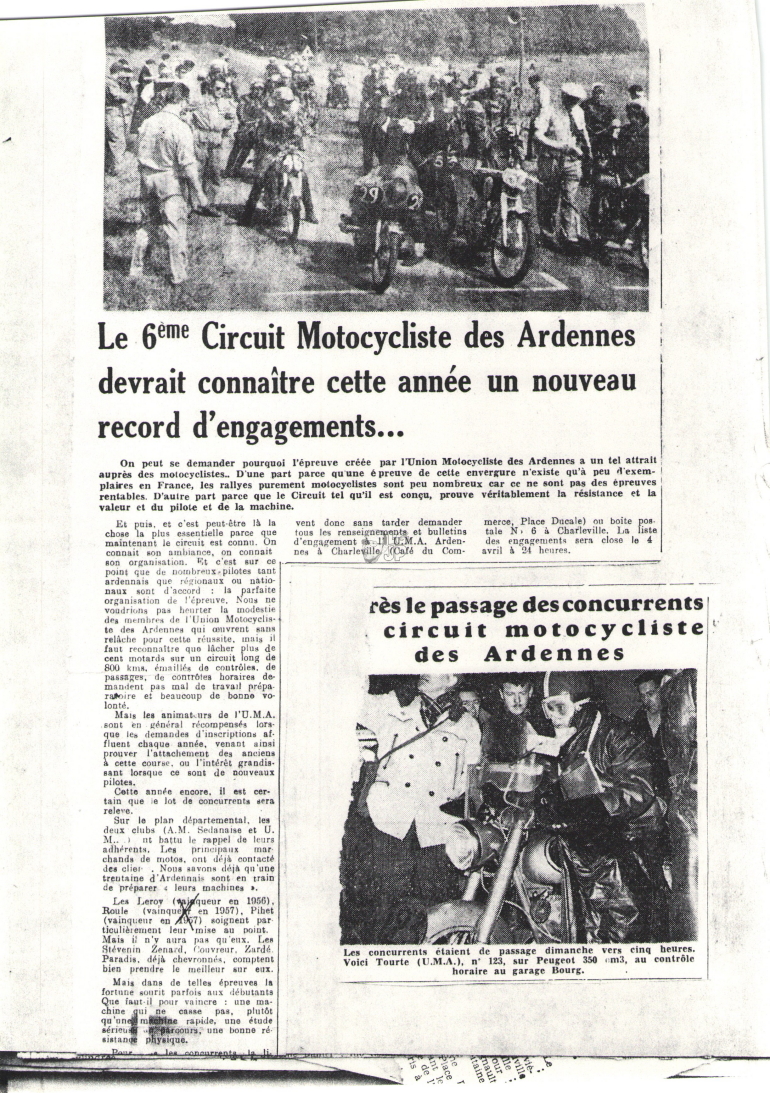 29
Le 6ème Circuit Motocycliste des Ardennes
devrait connaître cette année un nouveau
record d'engagements...
On peut se demander pourquoi l'épreuve créée par l'Union Motocycliste des Ardennes a un tel attrait
auprès des motocyclistes.. D'une part parce qu'une épreuve de cette envergure n'existe qu'à peu d'exem-
plaires en France, les rallyes purement motocyclistes sont peu nombreux car ce ne sont pas des épreuves
rentables. D'autre part parce que le Circuit tel qu'il est conçu, prouve véritablement la résistance et la
valeur et du pilote et de la machine.
Et puis, et c'est peut-être là la
chose la plus essentielle parce que
maintenant le circuit est connu. On
connait son ambiance, on connait
son organisation. Et c'est sur ce
point que de nombreux pilotes tant
ardennais que régionaux ou natio-
naux sont d'accord : la parfaite
organisation de l'épreuve. Nous ne
voudrions pas heurter la modestie
des membres de l'Union Motocyclis-
te des Ardennes qui œuvrent sans
relâche pour cette réussite, mais il
faut reconnaître que lâcher plus de
cent motards sur un circuit long de
800 kms, émaillés de contrôles, de
passages, de contrôles horaires de-
mandent pas mal de travail prépa-
ratoire et beaucoup de bonne vo-
lonté.
Mais les animateurs de l'U.M.A.
sont en général récompensés lors-
que les demandes d'inscriptions af-
fluent chaque année, venant ainsi
prouver l'attachement des anciens
à cette course, ou l'intérêt grandis-
sant lorsque ce sont de nouveaux
pilotes.
Cette année encore, il est cer-
tain que le lot de concurrents sera
relevé.
Sur le plan départemental, les
deux clubs (A.M. Sedanaise et U.
M.. ) nt battu le rappel de leurs
adhérents. Les principaux mar-
chands de motos, ont déjà contacté
des clier . Nous savons déjà qu'une
trentaine d'Ardennais sont en train
de préparer « leurs machines ».
Les Leroy (vainqueur en 1956),
Roule (vainqueur en 1957), Pihet
(vainqueur en 1957) soignent par-
ticulièrement leur mise au point.
Mais il n'y aura pas qu'eux. Les
Stévenin Zenard, Couvreur, Zardé.
Paradis, déjà chevronnés, comptent
bien prendre le meilleur sur eux.
Mais dans de telles épreuves la
fortune sourit parfois aux débutants
Que faut-il pour vaincre : une ma-
chine qui ne casse pas, plutôt
qu'une machine rapide, une étude
sérieuse parcours, une bonne ré-
sistance physique.
les concurrents la li-
vent donc sans tarder demander
tous les renseignements et bulletins
d'engagement à l'U.M.A. Arden-
nes à Charleville (Café du Com-
merce, Place Ducale) ou boîte pos-
tale N° 6 à Charleville. La liste
des engagements sera close le 4
avril à 24 heures.
rès le passage des concurrents
circuit motocycliste
des Ardennes
Les concurrents étaient de passage dimanche vers cinq heures.
Voici Tourte (U.M.A.), n° 123, sur Peugeot 350 cm3, au contrôle
horaire au garage Bourg.